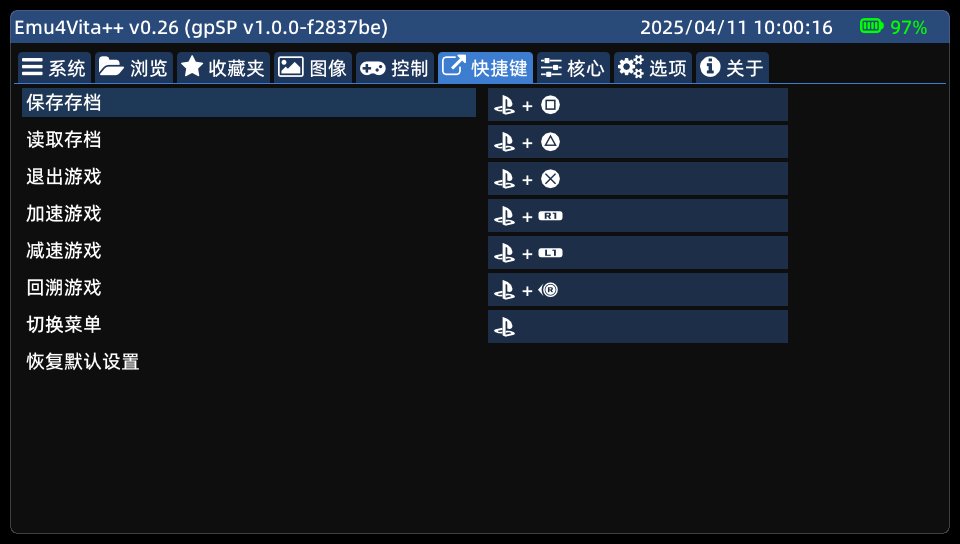 Emu4Vita++ v0.26 (gpSP v1.0.0-f2837be) 2025/04/11 10:00:16 97%
系统 浏览 收藏夹 图像 控制 快捷键 核心 选项 关于
保存存档 +
读取存档 +
退出游戏 +
加速游戏 + R1
减速游戏 + L1
回溯游戏 + R
切换菜单
恢复默认设置